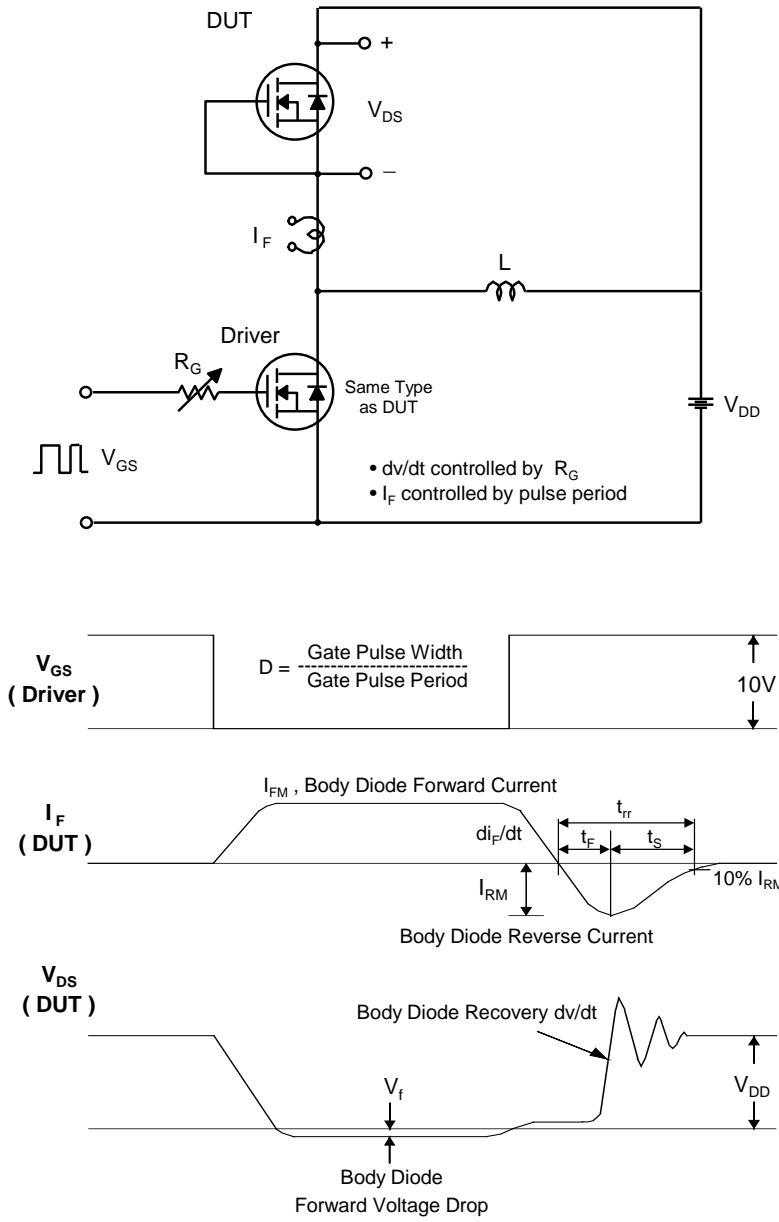 DUT
+
V_DS
−
I_F
L
Driver
R_G
Same Type
as DUT
V_DD
V_GS
• dv/dt controlled by R_G
• I_F controlled by pulse period
V_GS
( Driver )
D = Gate Pulse Width
Gate Pulse Period
10V
I_FM , Body Diode Forward Current
I_F
( DUT )
di_F/dt
t_rr
t_F
t_S
I_RM
10% I_RM
Body Diode Reverse Current
V_DS
( DUT )
Body Diode Recovery dv/dt
V_f
V_DD
Body Diode
Forward Voltage Drop